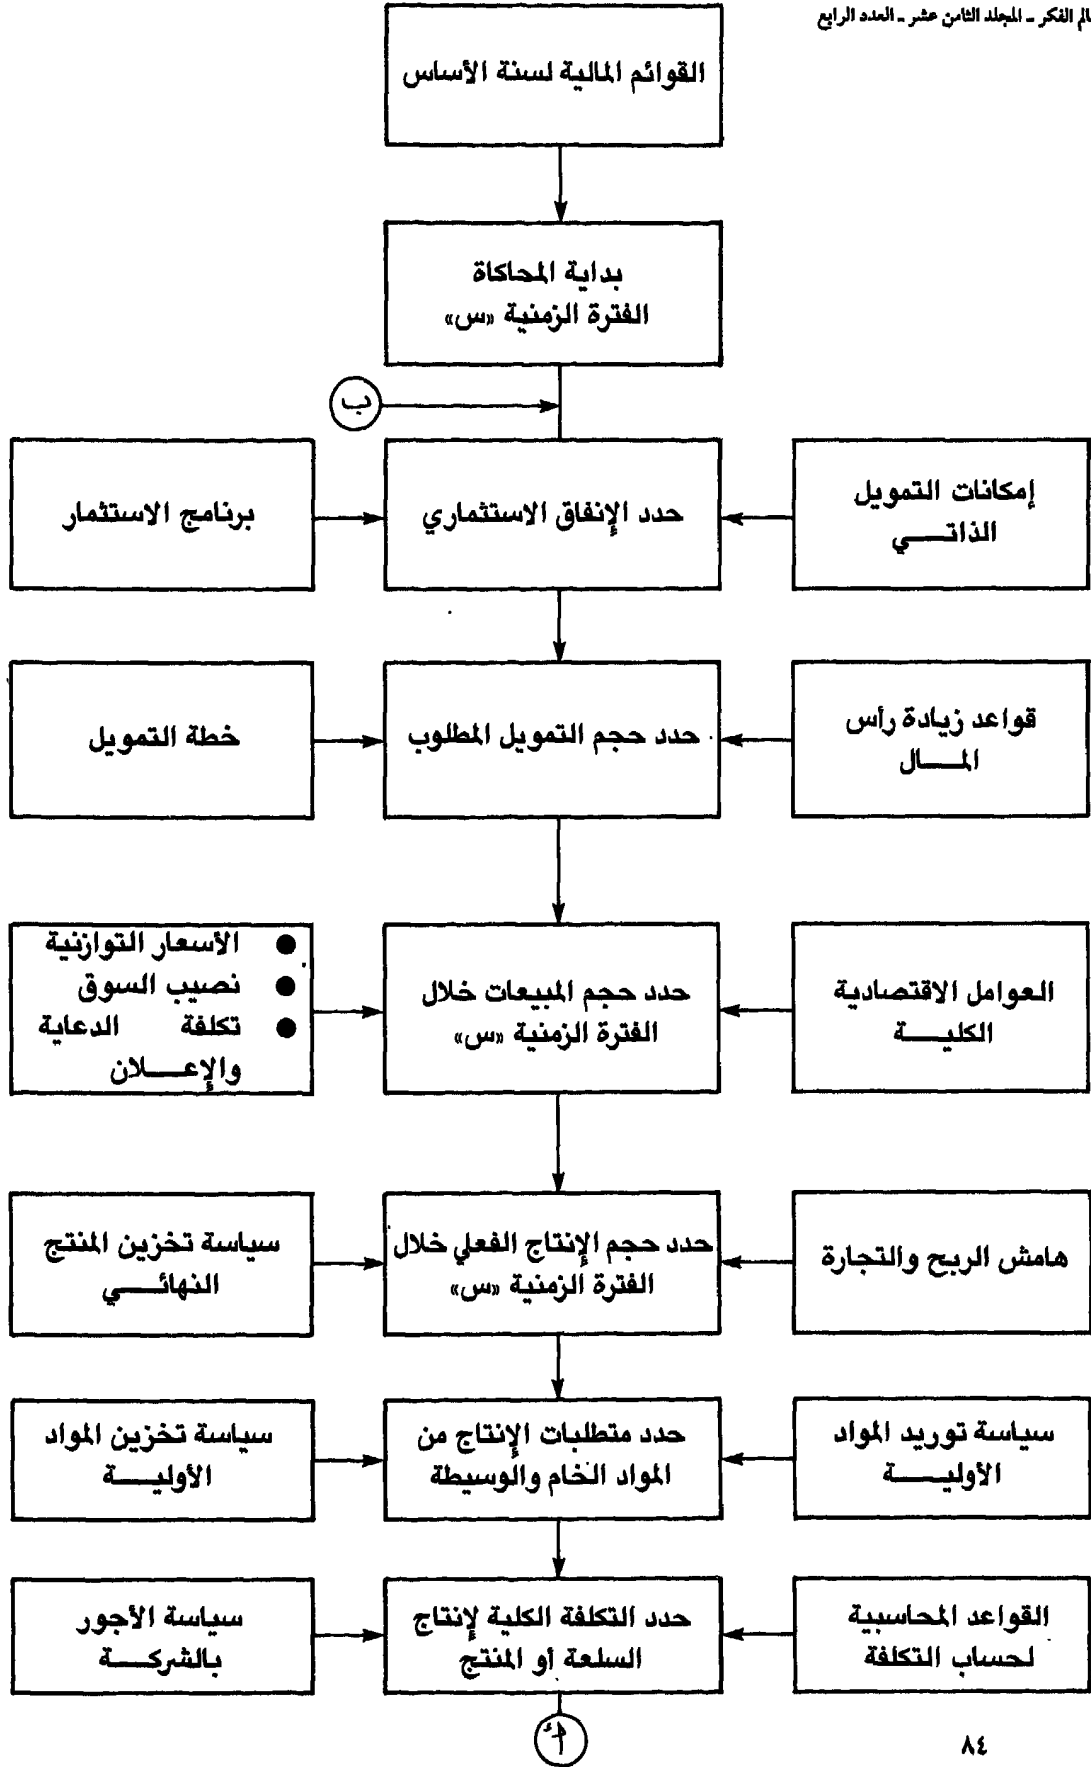 عالم الفكر ـ المجلد الثامن عشر ـ العدد الرابع
القوائم المالية لسنة الأساس
بداية المحاكاة
الفترة الزمنية «س»
ب
إمكانات التمويل
الذاتـــي
حدد الإنفاق الاستثماري
برنامج الاستثمار
قواعد زيادة رأس
المـــال
حدد حجم التمويل المطلوب
خطة التمويل
العوامل الاقتصادية
الكليـــة
حدد حجم المبيعات خلال
الفترة الزمنية «س»
● الأسعار التوازنية
● نصيب السوق
● تكلفة الدعاية
والإعـــلان
هامش الربح والتجارة
حدد حجم الإنتاج الفعلي خلال
الفترة الزمنية «س»
سياسة تخزين المنتج
النهائـــي
سياسة توريد المواد
الأوليـــة
حدد متطلبات الإنتاج من
المواد الخام والوسيطة
سياسة تخزين المواد
الأوليـــة
القواعد المحاسبية
لحساب التكلفة
حدد التكلفة الكلية لإنتاج
السلعة أو المنتج
سياسة الأجور
بالشركـــة
أ
٨٤